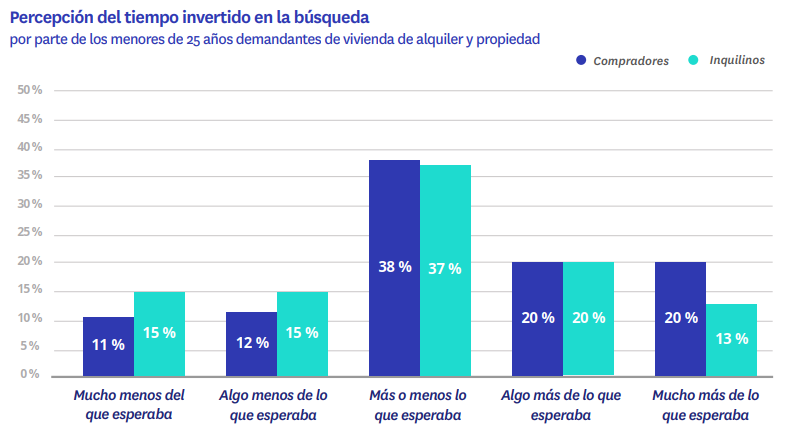 Percepción del tiempo invertido en la búsqueda
por parte de los menores de 25 años demandantes de vivienda de alquiler y propiedad
Compradores Inquilinos
50 %
45 %
40 %
35 %
30 %
25 %
20 %
15 %
10 %
5 %
0 %
11 % 15 % 12 % 15 % 38 % 37 % 20 % 20 % 20 % 13 %
Mucho menos del Algo menos de lo Más o menos lo Algo más de lo que Mucho más de lo
que esperaba que esperaba que esperaba esperaba que esperaba